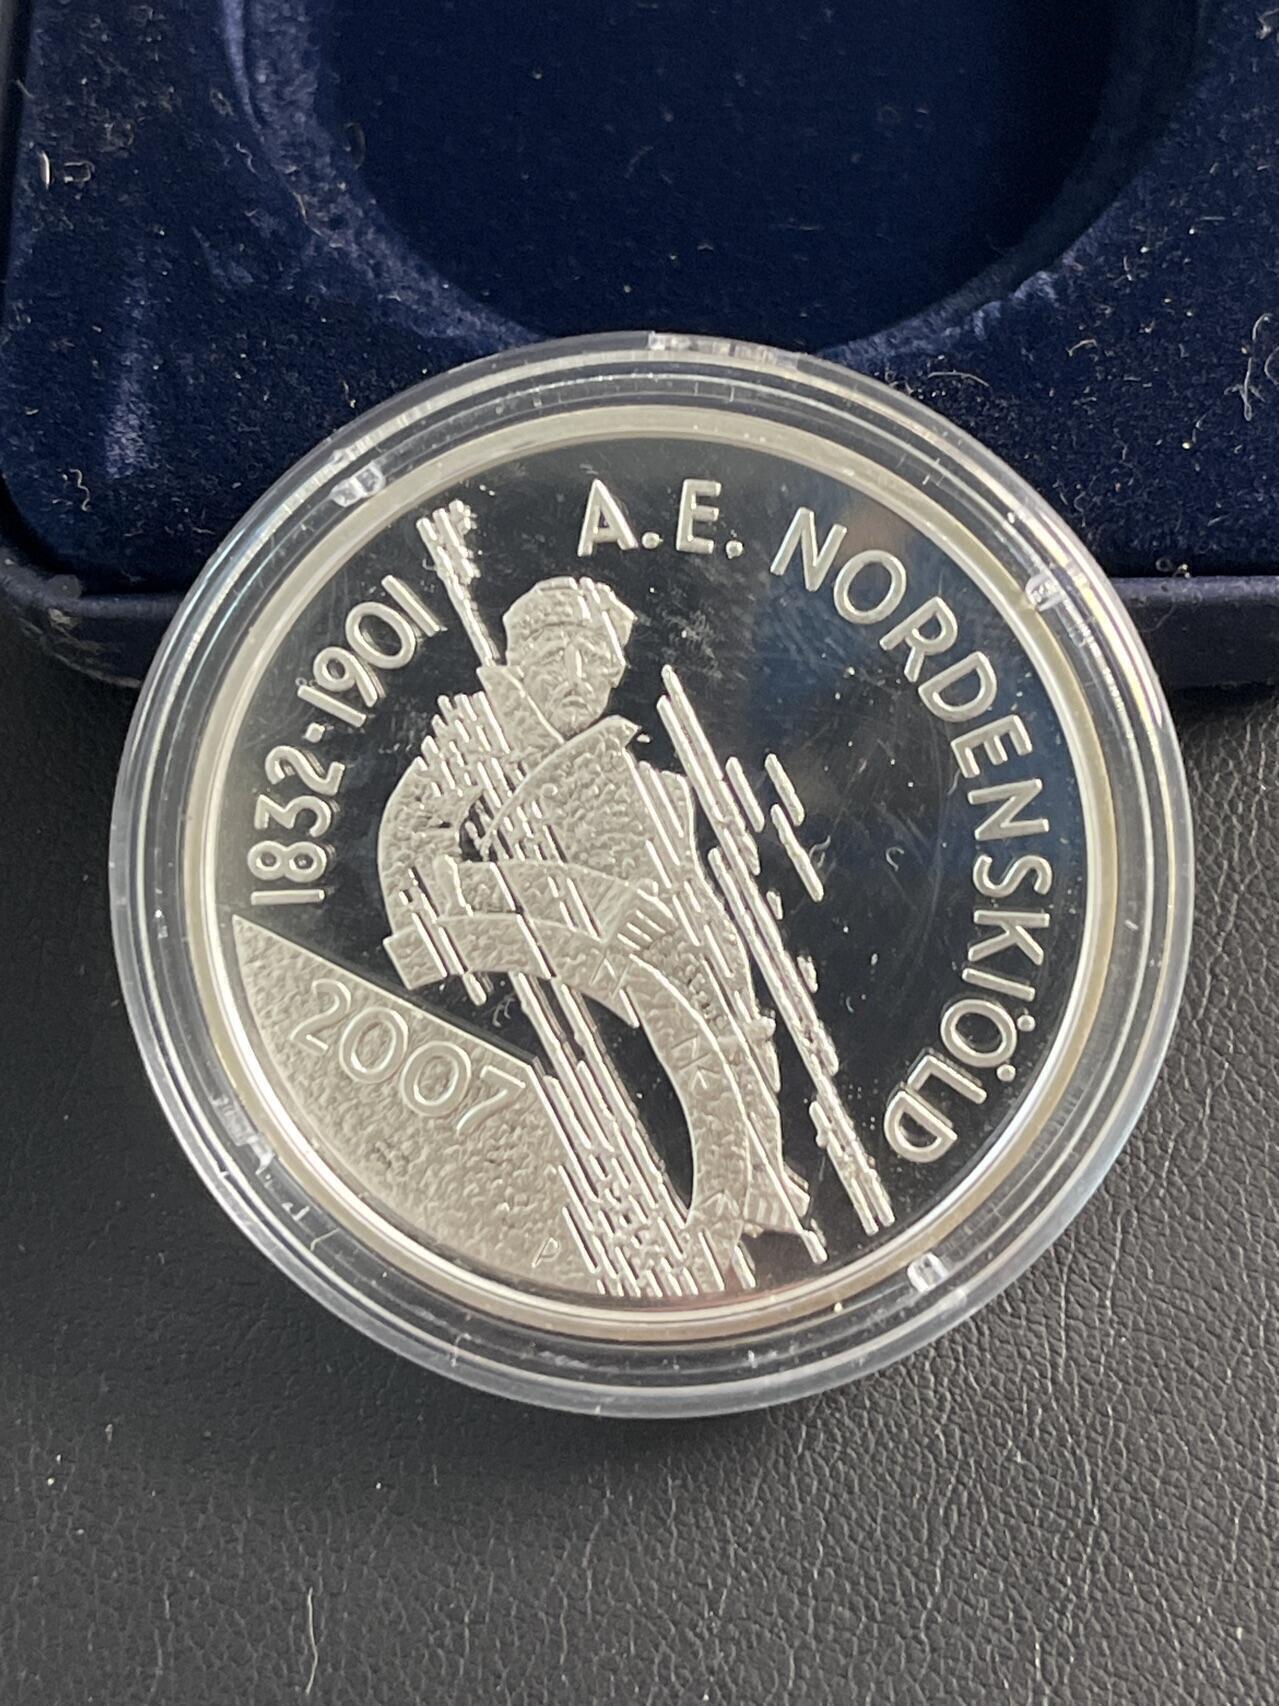 A.E. NORDENSKIÖLD
1832-1901
2007
P